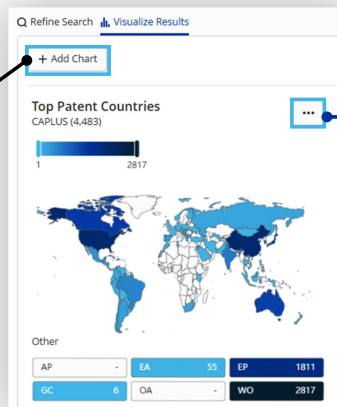 Refine Search Visualize Results
+ Add Chart
Top Patent Countries
CAPLUS (4,483)
...
1 2817
Other
AP - EA 55 EP 1811
GC 6 OA - WO 2817